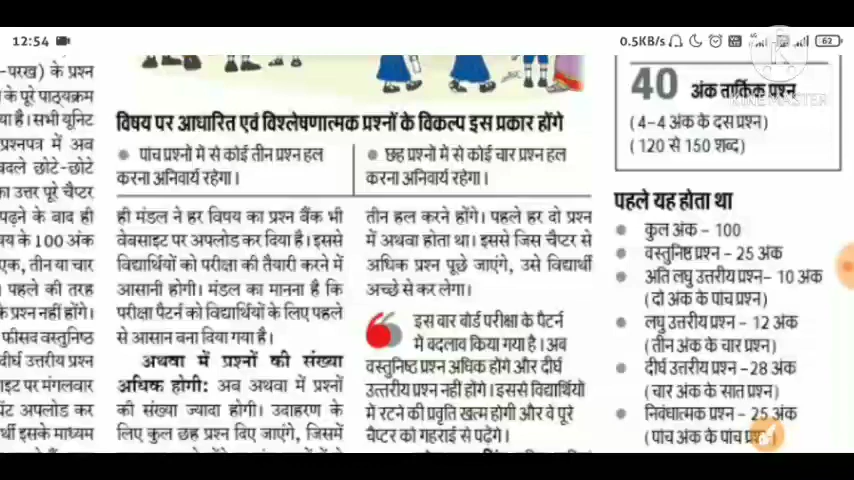 12:54
0.5KB/s
62
KINEMASTER
-परख) के प्रश्न
के पूरे पाठ्यक्रम
या है। सभी यूनिट
प्रश्नपत्र में अब
बदले छोटे-छोटे
का उत्तर पूरे चैप्टर
पढ़ने के बाद ही
षय के 100 अंक
एक, तीन या चार
पहले की तरह
के प्रश्न नहीं होंगे।
फीसद वस्तुनिष्ठ
दीर्घ उत्तरीय प्रश्न
इट पर मंगलवार
प्रिंट अपलोड कर
र्थी इसके माध्यम
विषय पर आधारित एवं विश्लेषणात्मक प्रश्नों के विकल्प इस प्रकार होंगे
पांच प्रश्नों में से कोई तीन प्रश्न हल
करना अनिवार्य रहेगा।
छह प्रश्नों में से कोई चार प्रश्न हल
करना अनिवार्य रहेगा।
ही मंडल ने हर विषय का प्रश्न बैंक भी
वेबसाइट पर अपलोड कर दिया है। इससे
विद्यार्थियों को परीक्षा की तैयारी करने में
आसानी होगी। मंडल का मानना है कि
परीक्षा पैटर्न को विद्यार्थियों के लिए पहले
से आसान बना दिया गया है।
अथवा में प्रश्नों की संख्या
अधिक होगी: अब अथवा में प्रश्नों
की संख्या ज्यादा होगी। उदाहरण के
लिए कुल छह प्रश्न दिए जाएंगे, जिसमें
तीन हल करने होंगे। पहले हर दो प्रश्न
में अथवा होता था। इससे जिस चैप्टर से
अधिक प्रश्न पूछे जाएंगे, उसे विद्यार्थी
अच्छे से कर लेगा।
इस बार बोर्ड परीक्षा के पैटर्न
में बदलाव किया गया है। अब
वस्तुनिष्ठ प्रश्न अधिक होंगे और दीर्घ
उत्तरीय प्रश्न नहीं होंगे। इससे विद्यार्थियों
में रटने की प्रवृति खत्म होगी और वे पूरे
चैप्टर को गहराई से पढ़ेंगे।
40 अंक तार्किक प्रश्न
(4-4 अंक के दस प्रश्न)
(120 से 150 शब्द)
पहले यह होता था
कुल अंक - 100
वस्तुनिष्ठ प्रश्न - 25 अंक
अति लघु उत्तरीय प्रश्न- 10 अंक
(दो अंक के पांच प्रश्न)
लघु उत्तरीय प्रश्न - 12 अंक
(तीन अंक के चार प्रश्न)
दीर्घ उत्तरीय प्रश्न -28 अंक
(चार अंक के सात प्रश्न)
निबंधात्मक प्रश्न - 25 अंक
(पांच अंक के पांच प्रश्न)